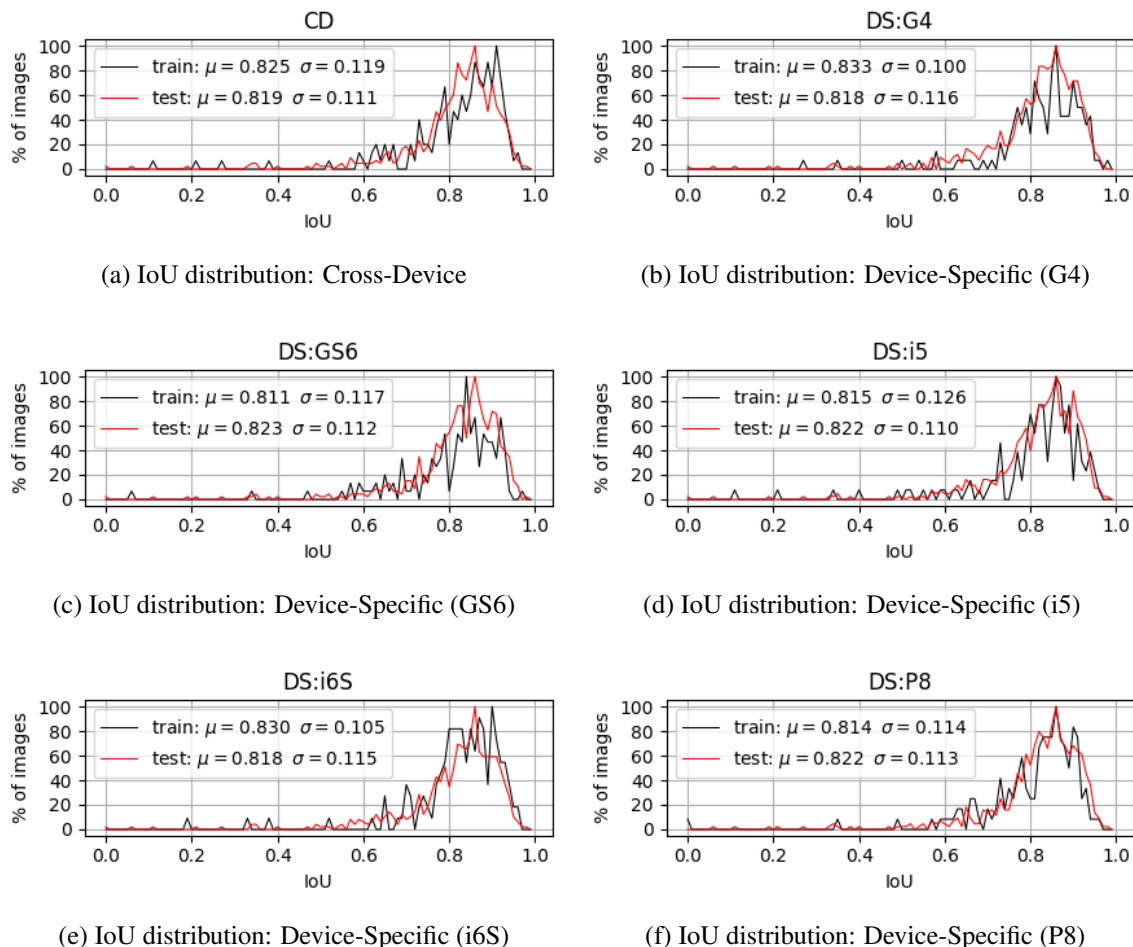 CD
% of images
100
80
60
40
20
0
train: μ = 0.825 σ = 0.119
test: μ = 0.819 σ = 0.111
0.0 0.2 0.4 0.6 0.8 1.0
IoU
(a) IoU distribution: Cross-Device
DS:G4
% of images
100
80
60
40
20
0
train: μ = 0.833 σ = 0.100
test: μ = 0.818 σ = 0.116
0.0 0.2 0.4 0.6 0.8 1.0
IoU
(b) IoU distribution: Device-Specific (G4)
DS:GS6
% of images
100
80
60
40
20
0
train: μ = 0.811 σ = 0.117
test: μ = 0.823 σ = 0.112
0.0 0.2 0.4 0.6 0.8 1.0
IoU
(c) IoU distribution: Device-Specific (GS6)
DS:i5
% of images
100
80
60
40
20
0
train: μ = 0.815 σ = 0.126
test: μ = 0.822 σ = 0.110
0.0 0.2 0.4 0.6 0.8 1.0
IoU
(d) IoU distribution: Device-Specific (i5)
DS:i6S
% of images
100
80
60
40
20
0
train: μ = 0.830 σ = 0.105
test: μ = 0.818 σ = 0.115
0.0 0.2 0.4 0.6 0.8 1.0
IoU
(e) IoU distribution: Device-Specific (i6S)
DS:P8
% of images
100
80
60
40
20
0
train: μ = 0.814 σ = 0.114
test: μ = 0.822 σ = 0.113
0.0 0.2 0.4 0.6 0.8 1.0
IoU
(f) IoU distribution: Device-Specific (P8)